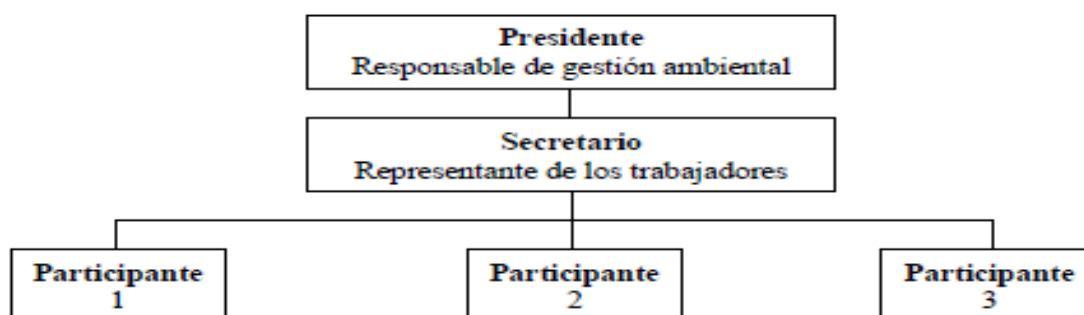 Presidente
Responsable de gestión ambiental
Secretario
Representante de los trabajadores
Participante
1
Participante
2
Participante
3